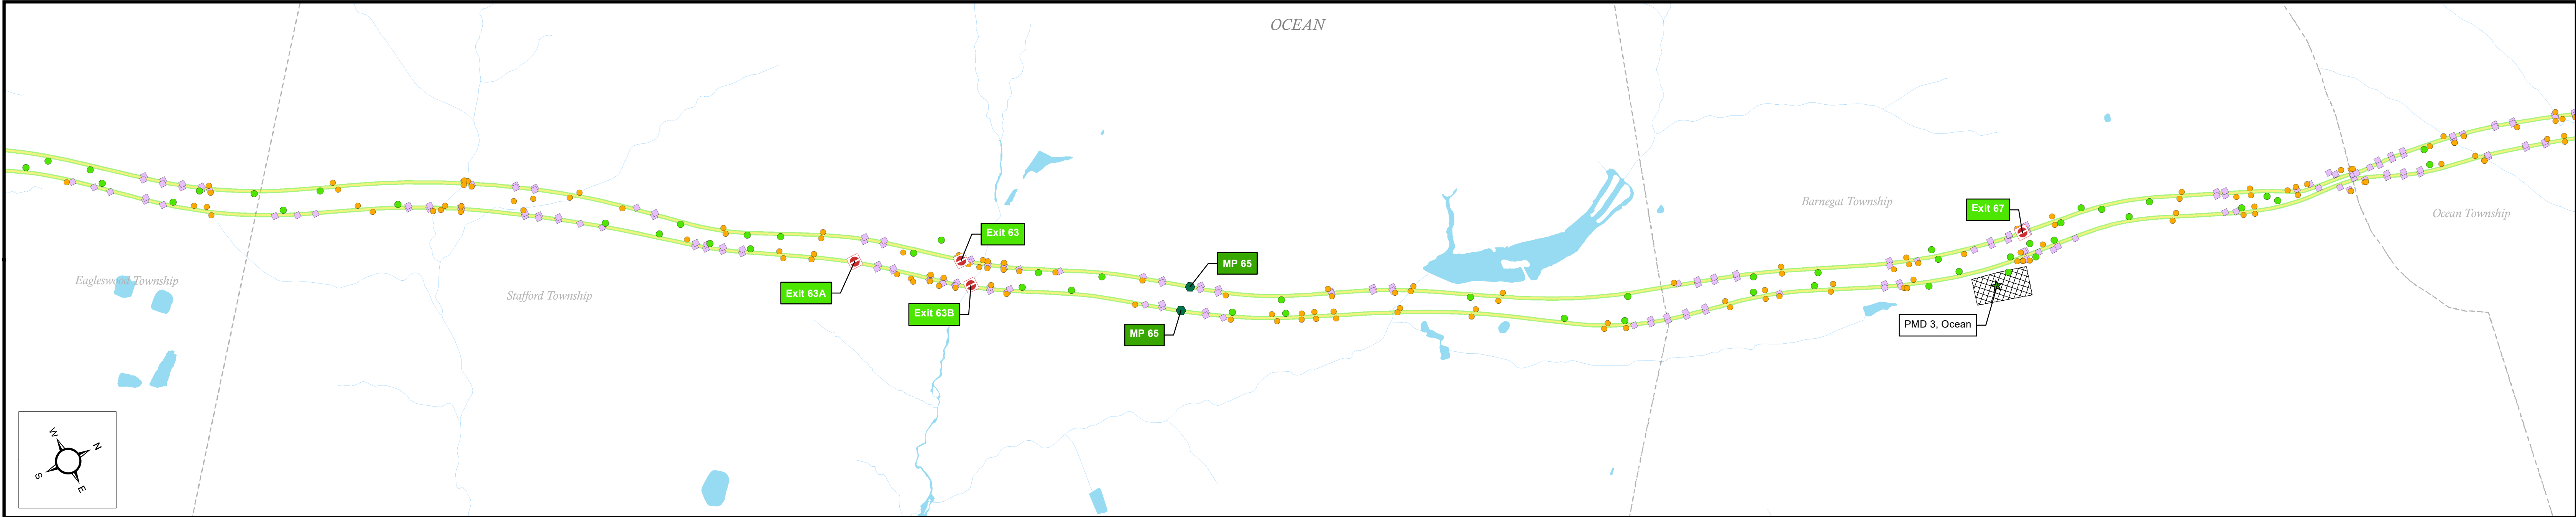 OCEAN
Eagleswood Township
Stafford Township
Barnegat Township
Ocean Township
Exit 63
Exit 63A
Exit 63B
MP 65
MP 65
Exit 67
PMD 3, Ocean
W
N
S
E